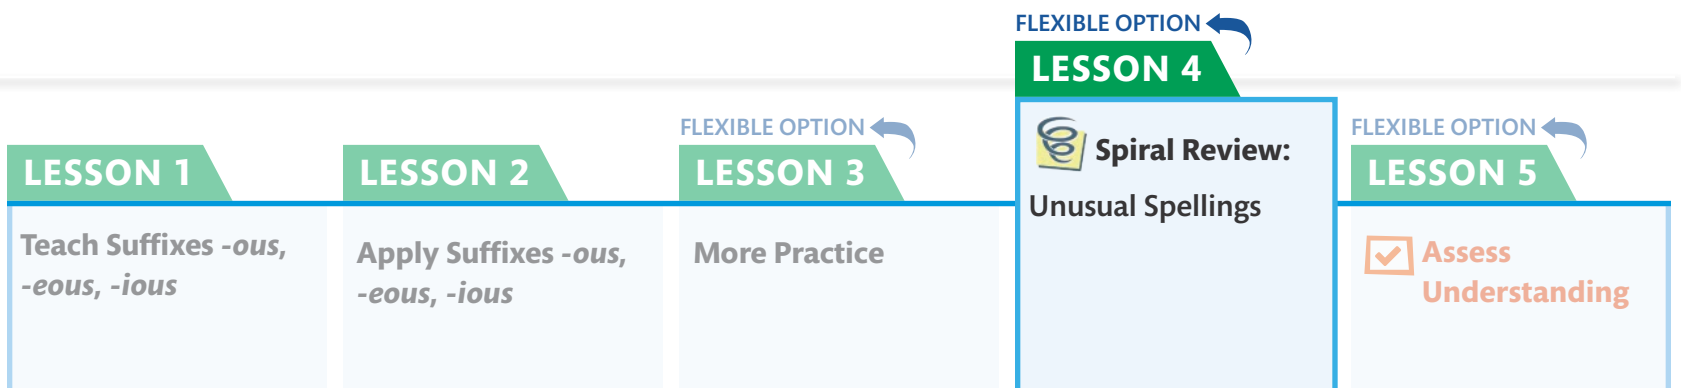 LESSON 1
Teach Suffixes -ous,
-eous, -ious
LESSON 2
Apply Suffixes -ous,
-eous, -ious
FLEXIBLE OPTION
LESSON 3
More Practice
FLEXIBLE OPTION
LESSON 4
Spiral Review:
Unusual Spellings
FLEXIBLE OPTION
LESSON 5
Assess
Understanding